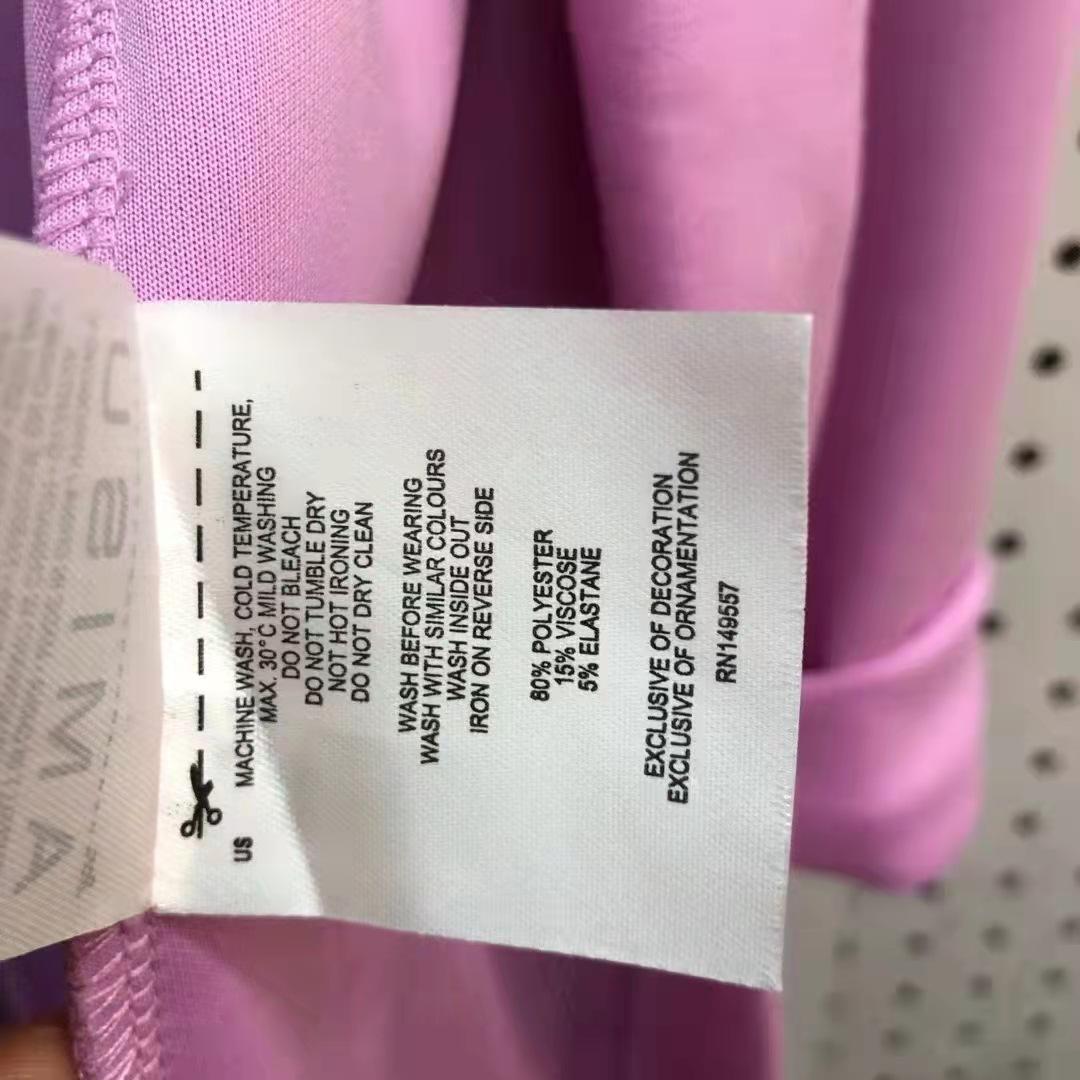 US MACHINE WASH, COLD TEMPERATURE,
MAX. 30°C MILD WASHING
DO NOT BLEACH
DO NOT TUMBLE DRY
NOT HOT IRONING
DO NOT DRY CLEAN
WASH BEFORE WEARING
WASH WITH SIMILAR COLOURS
WASH INSIDE OUT
IRON ON REVERSE SIDE
80% POLYESTER
15% VISCOSE
5% ELASTANE
EXCLUSIVE OF DECORATION
EXCLUSIVE OF ORNAMENTATION
RN149557